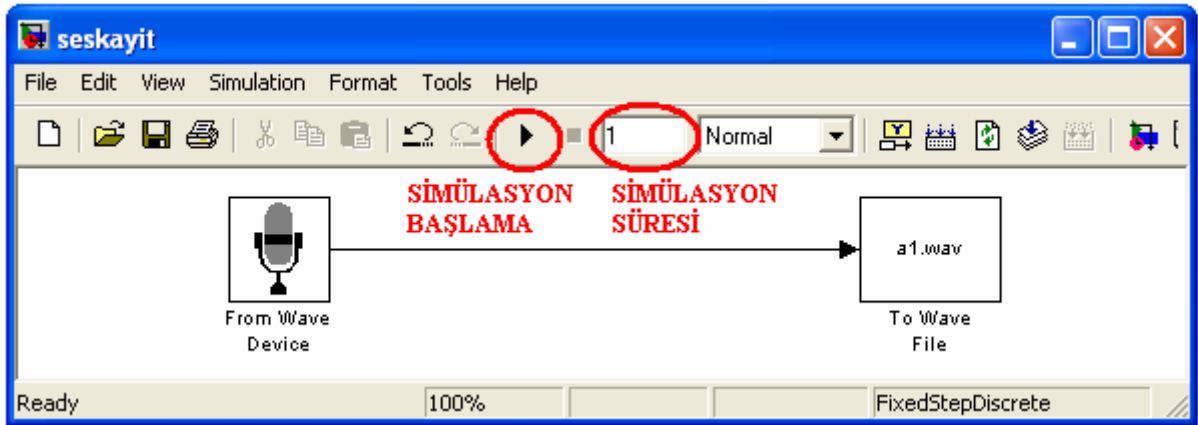 seskayit
File Edit View Simulation Format Tools Help
1 Normal
SİMÜLASYON
BAŞLAMA
SİMÜLASYON
SÜRESİ
a1.wav
From Wave
Device
To Wave
File
Ready 100% FixedStepDiscrete